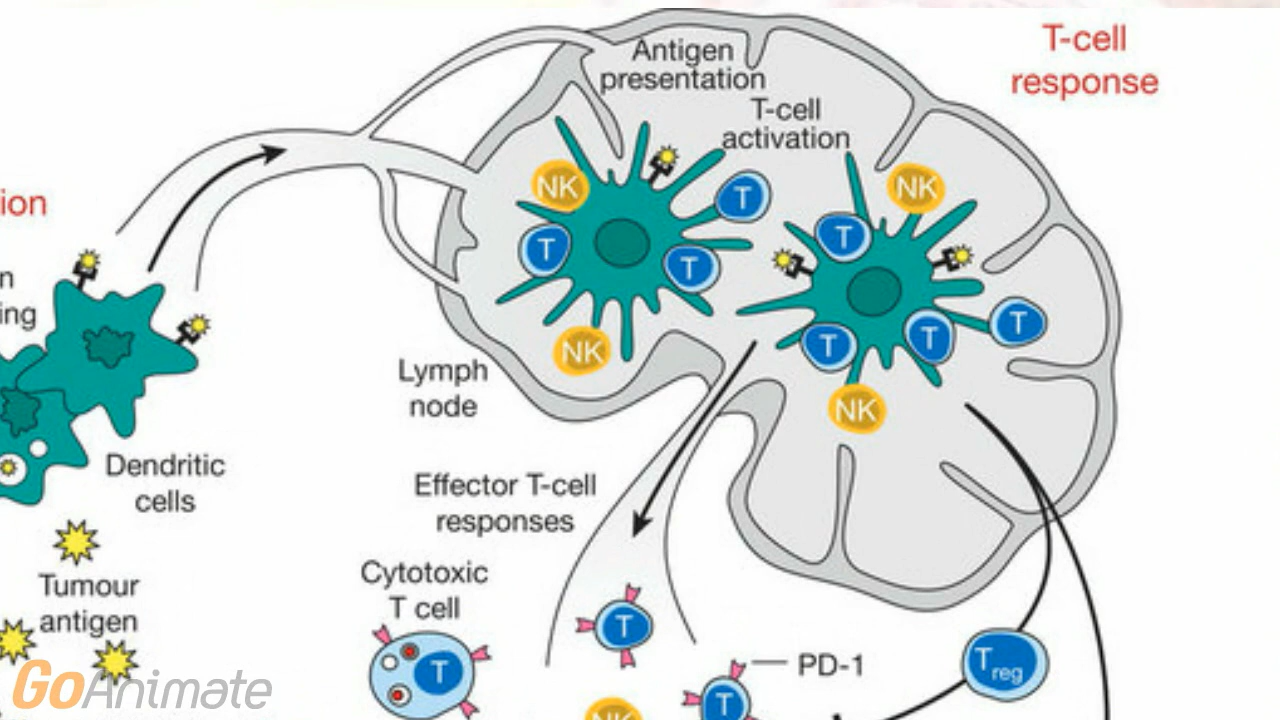 Antigen
presentation
T-cell
activation
T-cell
response
NK
T
T
T
NK
T
NK
T
T
T
NK
ion
n
ing
Lymph
node
Dendritic
cells
Effector T-cell
responses
Tumour
antigen
Cytotoxic
T cell
T
T
PD-1
T
NK
Treg
GoAnimate